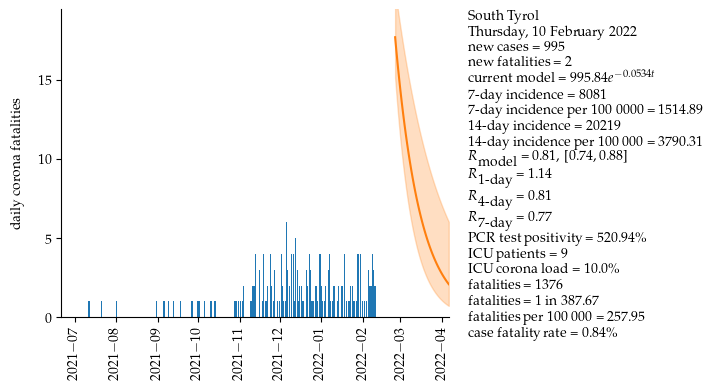 South Tyrol
Thursday, 10 February 2022
new cases = 995
new fatalities = 2
current model = 995.84e^−0.0534t
7-day incidence = 8081
7-day incidence per 100 0000 = 1514.89
14-day incidence = 20219
14-day incidence per 100 000 = 3790.31
R_model = 0.81, [0.74, 0.88]
R_1-day = 1.14
R_4-day = 0.81
R_7-day = 0.77
PCR test positivity = 520.94%
ICU patients = 9
ICU corona load = 10.0%
fatalities = 1376
fatalities = 1 in 387.67
fatalities per 100 000 = 257.95
case fatality rate = 0.84%
daily corona fatalities
15
10
5
0
2021−07
2021−08
2021−09
2021−10
2021−11
2021−12
2022−01
2022−02
2022−03
2022−04